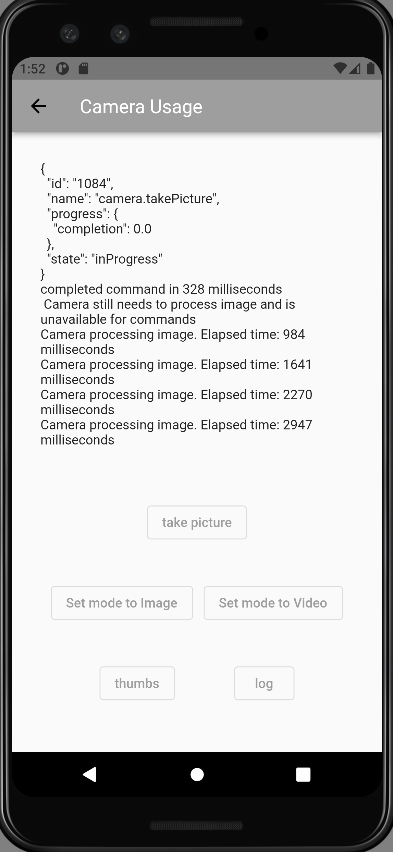 1:52
Camera Usage
{
"id": "1084",
"name": "camera.takePicture",
"progress": {
"completion": 0.0
},
"state": "inProgress"
}
completed command in 328 milliseconds
Camera still needs to process image and is
unavailable for commands
Camera processing image. Elapsed time: 984
milliseconds
Camera processing image. Elapsed time: 1641
milliseconds
Camera processing image. Elapsed time: 2270
milliseconds
Camera processing image. Elapsed time: 2947
milliseconds
take picture
Set mode to Image Set mode to Video
thumbs log